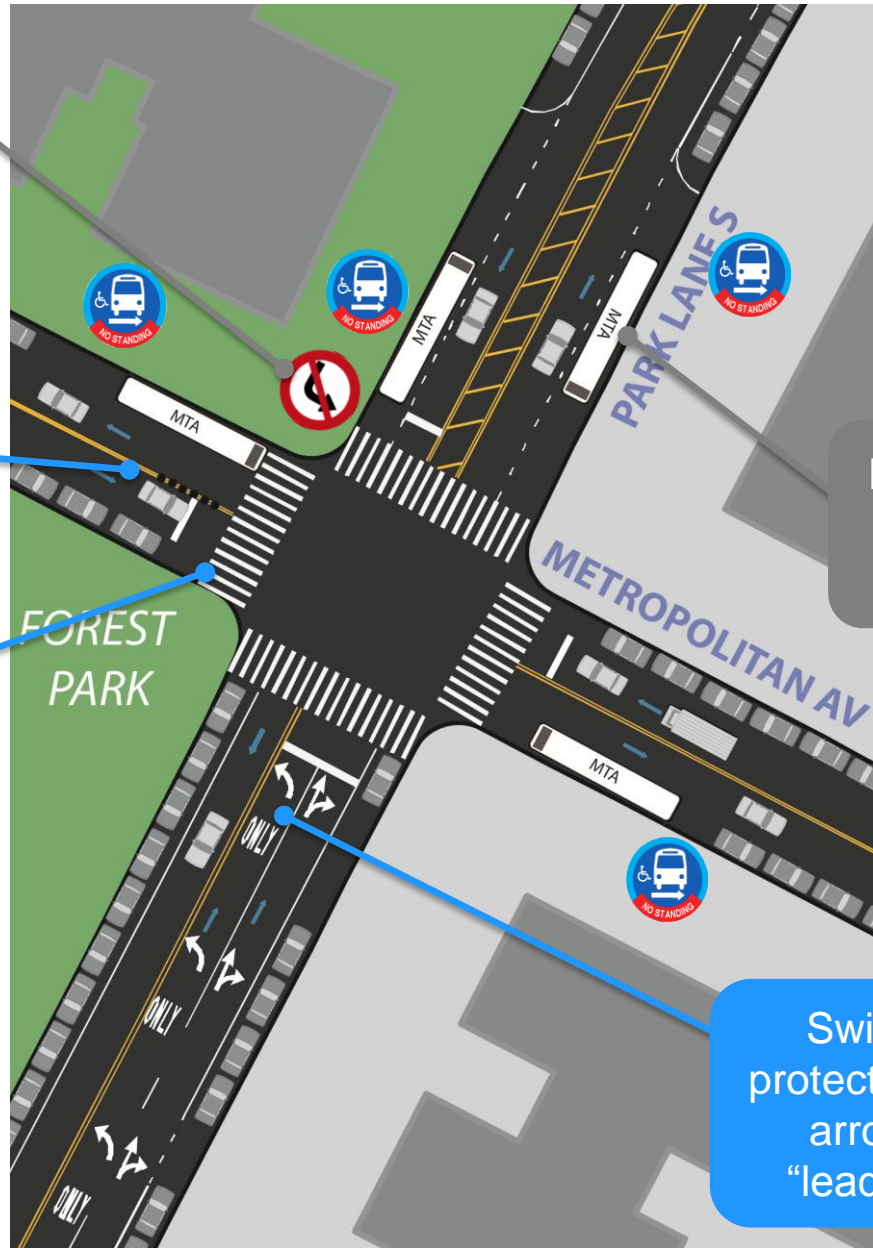 NO STANDING
NO STANDING
NO STANDING
MTA
MTA
PARK LANE S
MTA
METROPOLITAN AV
FOREST
PARK
MTA
NO STANDING
ONLY
ONLY
ONLY
Swi
protect
arro
“lead